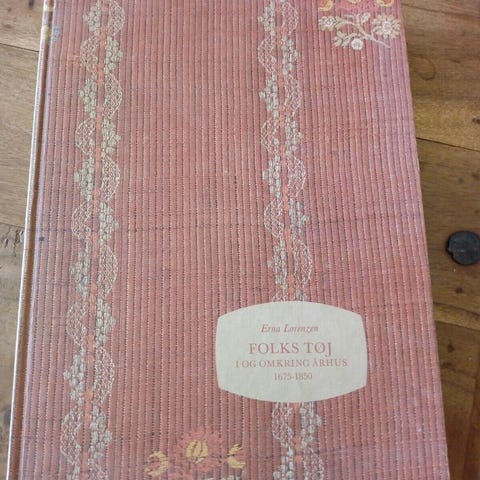 Erna Lorenzen
FOLKS TØJ
I OG OMKRING ÅRHUS
1675-1850